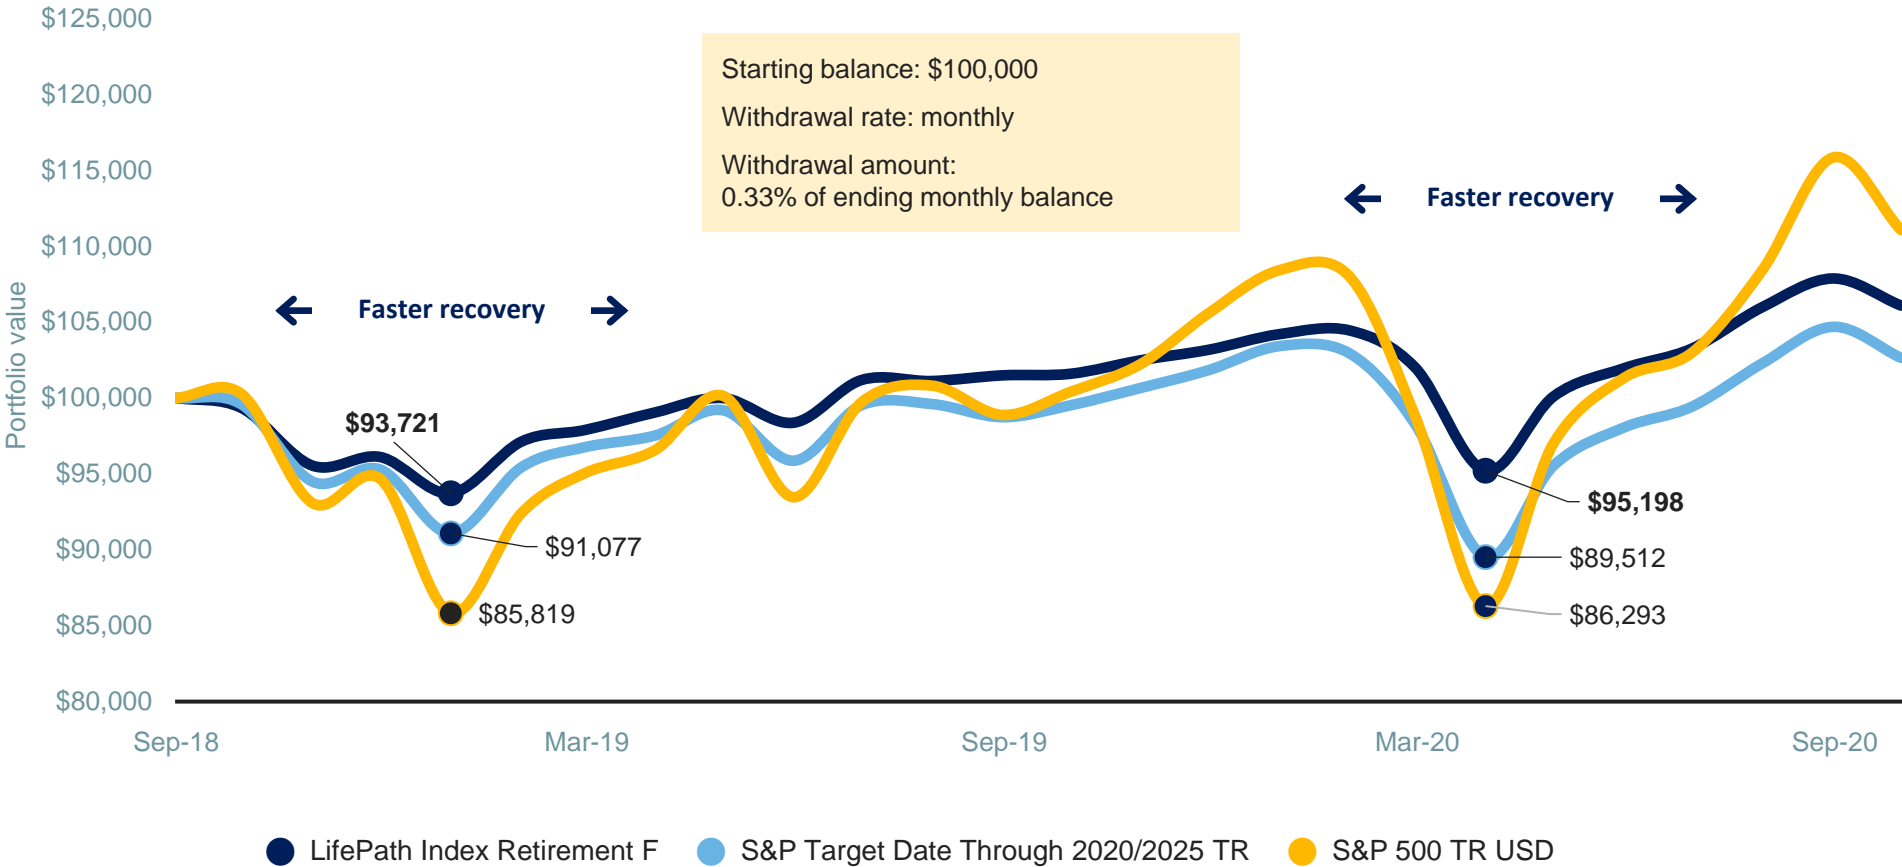 $125,000
$120,000
$115,000
$110,000
$105,000
$100,000
$95,000
$90,000
$85,000
$80,000
Portfolio value
Starting balance: $100,000
Withdrawal rate: monthly
Withdrawal amount:
0.33% of ending monthly balance
Faster recovery
Faster recovery
$93,721
$91,077
$85,819
$95,198
$89,512
$86,293
Sep-18
Mar-19
Sep-19
Mar-20
Sep-20
LifePath Index Retirement F
S&P Target Date Through 2020/2025 TR
S&P 500 TR USD